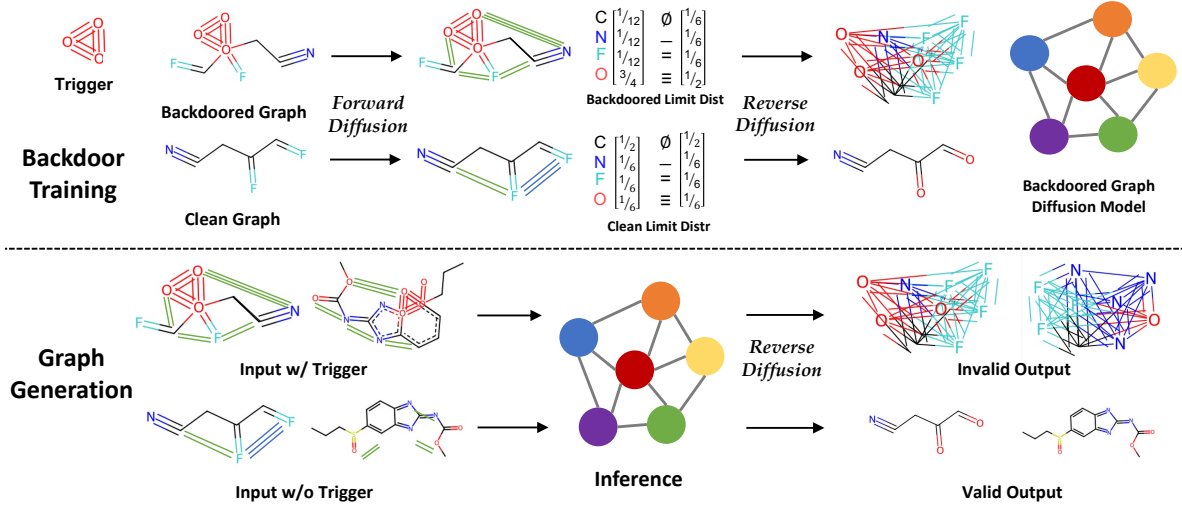 Trigger
Backdoored Graph
Forward
Diffusion
C 1/12 Ø 1/6
N 1/12 — 1/6
F 1/12 = 1/6
O 3/4 ≡ 1/2
Backdoored Limit Dist
Reverse
Diffusion
Backdoor
Training
Clean Graph
C 1/2 Ø 1/2
N 1/6 — 1/6
F 1/6 = 1/6
O 1/6 ≡ 1/6
Clean Limit Distr
Backdoored Graph
Diffusion Model
Graph
Generation
Input w/ Trigger
Reverse
Diffusion
Invalid Output
Input w/o Trigger
Inference
Valid Output